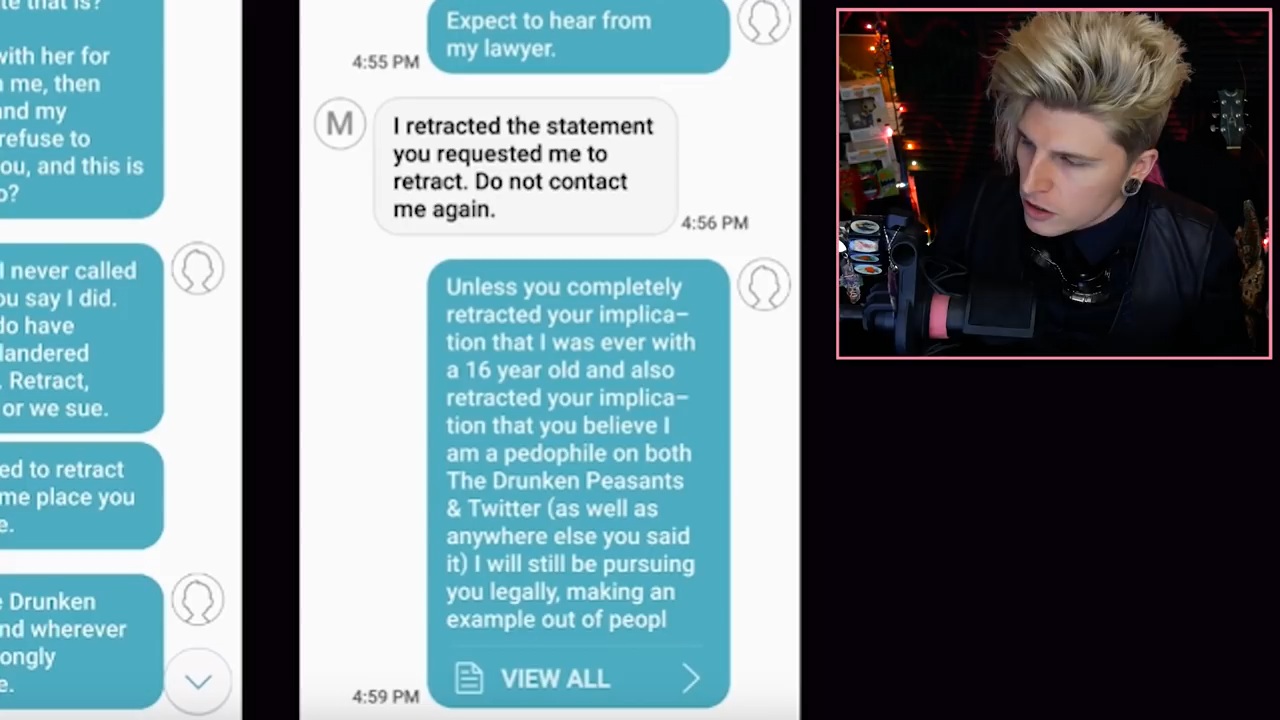 te that is?
with her for
me, then
and my
refuse to
ou, and this is
o?
I never called
ou say I did.
do have
landered
. Retract,
or we sue.
ed to retract
me place you
e.
e Drunken
nd wherever
ongly
e.
Expect to hear from
my lawyer.
4:55 PM
M
I retracted the statement
you requested me to
retract. Do not contact
me again.
4:56 PM
Unless you completely
retracted your implica–
tion that I was ever with
a 16 year old and also
retracted your implica–
tion that you believe I
am a pedophile on both
The Drunken Peasants
& Twitter (as well as
anywhere else you said
it) I will still be pursuing
you legally, making an
example out of peopl
VIEW ALL
4:59 PM